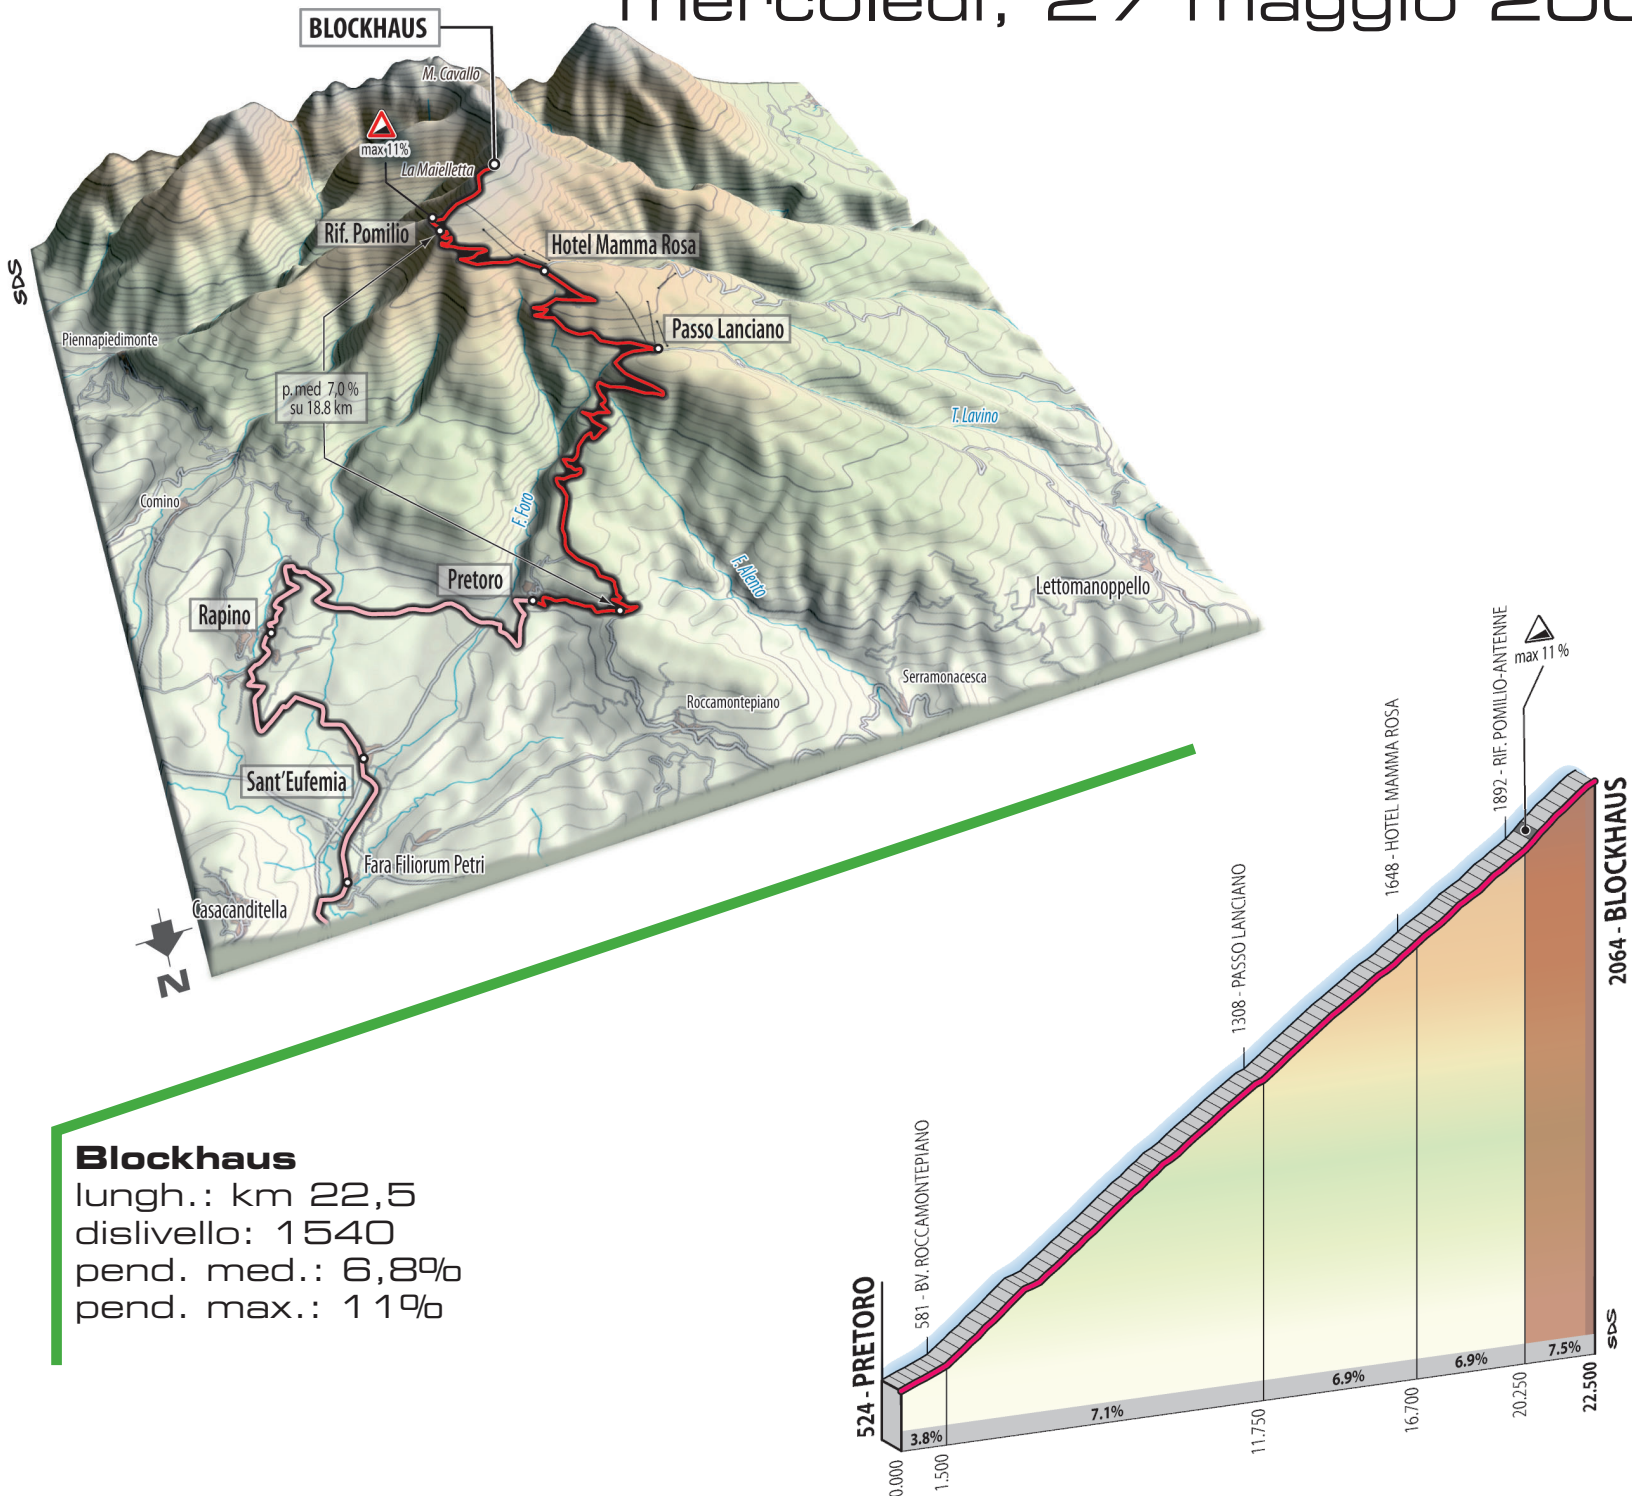 mercoledì, 27 maggio 200
BLOCKHAUS
M. Cavallo
max 11%
La Maielletta
Rif. Pomilio
Hotel Mamma Rosa
SDS
Passo Lanciano
Piennapiedimonte
p. med 7,0 %
su 18.8 km
T. Lavino
Comino
F. Foro
F. Alento
Pretoro
Lettomanoppello
Rapino
Serramonacesca
Roccamontepiano
Sant'Eufemia
Fara Filiorum Petri
Casacanditella
N
Blockhaus
lungh.: km 22,5
dislivello: 1540
pend. med.: 6,8%
pend. max.: 11%
max 11 %
524 - PRETORO
581 - BV. ROCCAMONTEPIANO
1308 - PASSO LANCIANO
1648 - HOTEL MAMMA ROSA
1892 - RIF. POMILIO-ANTENNE
2064 - BLOCKHAUS
SDS
3.8%
7.1%
6.9%
6.9%
7.5%
0.000
1.500
11.750
16.700
20.250
22.500